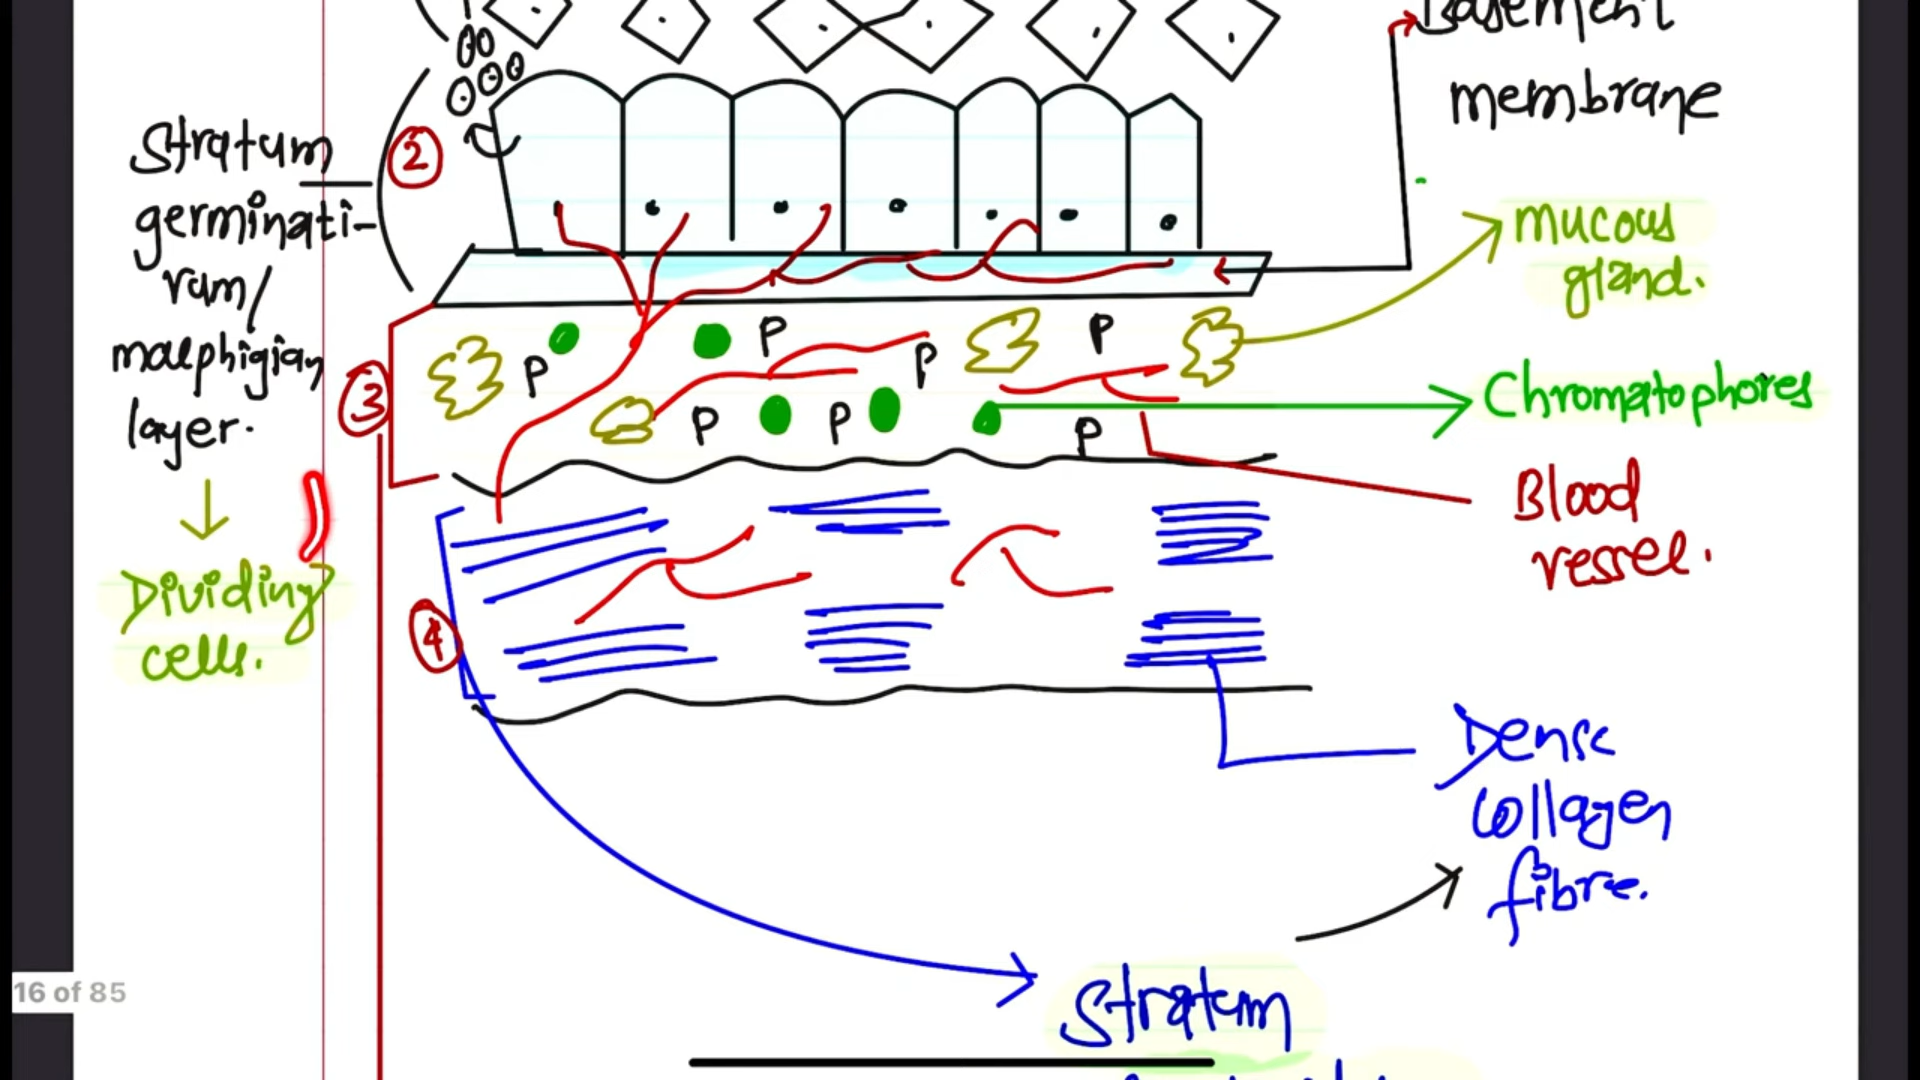 Basement
membrane
Stratum
germinati-
vum/
malphigian
layer.
Dividing
cells.
2
3
4
P
P
P
P
P
P
P
mucous
gland.
Chromatophores
Blood
vessel.
Dense
collagen
fibre.
Stratum
16 of 85